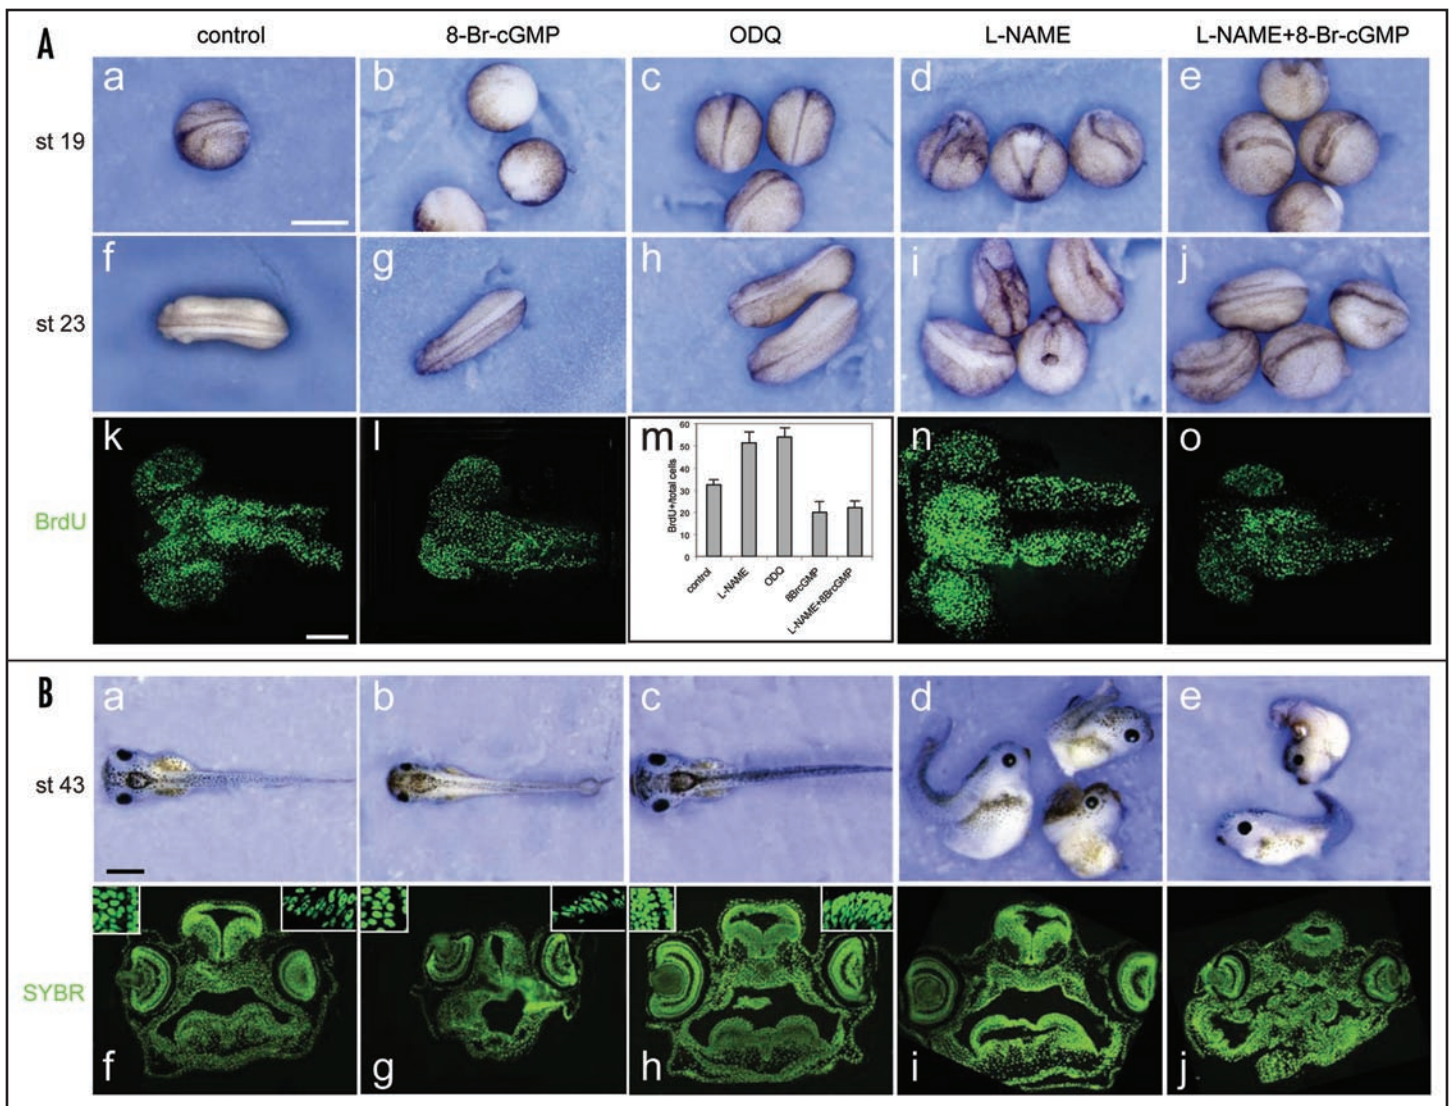 A
control 8-Br-cGMP ODQ L-NAME L-NAME+8-Br-cGMP
st 19 a b c d e
st 23 f g h i j
BrdU k l m n o
60
50
40
30
20
10
0
BrdU+/total cells
control L-NAME ODQ 8BrcGMP L-NAME+8BrcGMP
B
st 43 a b c d e
SYBR f g h i j